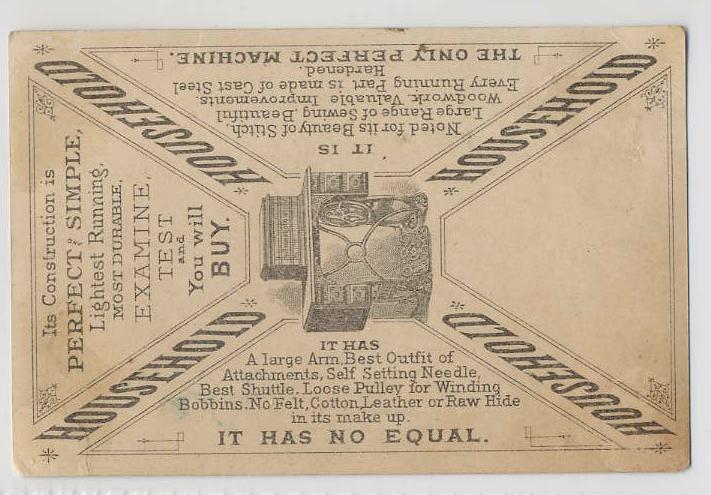 HOUSEHOLD
HOUSEHOLD
HOUSEHOLD
HOUSEHOLD
IT IS
Noted for its Beauty of Stitch.
Large Range of Sewing. Beautiful
Woodwork. Valuable Improvements.
Every Running Part is made of Cast Steel
Hardened.
THE ONLY PERFECT MACHINE.
Its Construction is
PERFECT & SIMPLE,
Lightest Running,
MOST DURABLE,
EXAMINE,
TEST
and
You will
BUY.
IT HAS
A large Arm, Best Outfit of
Attachments, Self Setting Needle,
Best Shuttle. Loose Pulley for Winding
Bobbins. No Felt, Cotton, Leather or Raw Hide
in its make up.
IT HAS NO EQUAL.